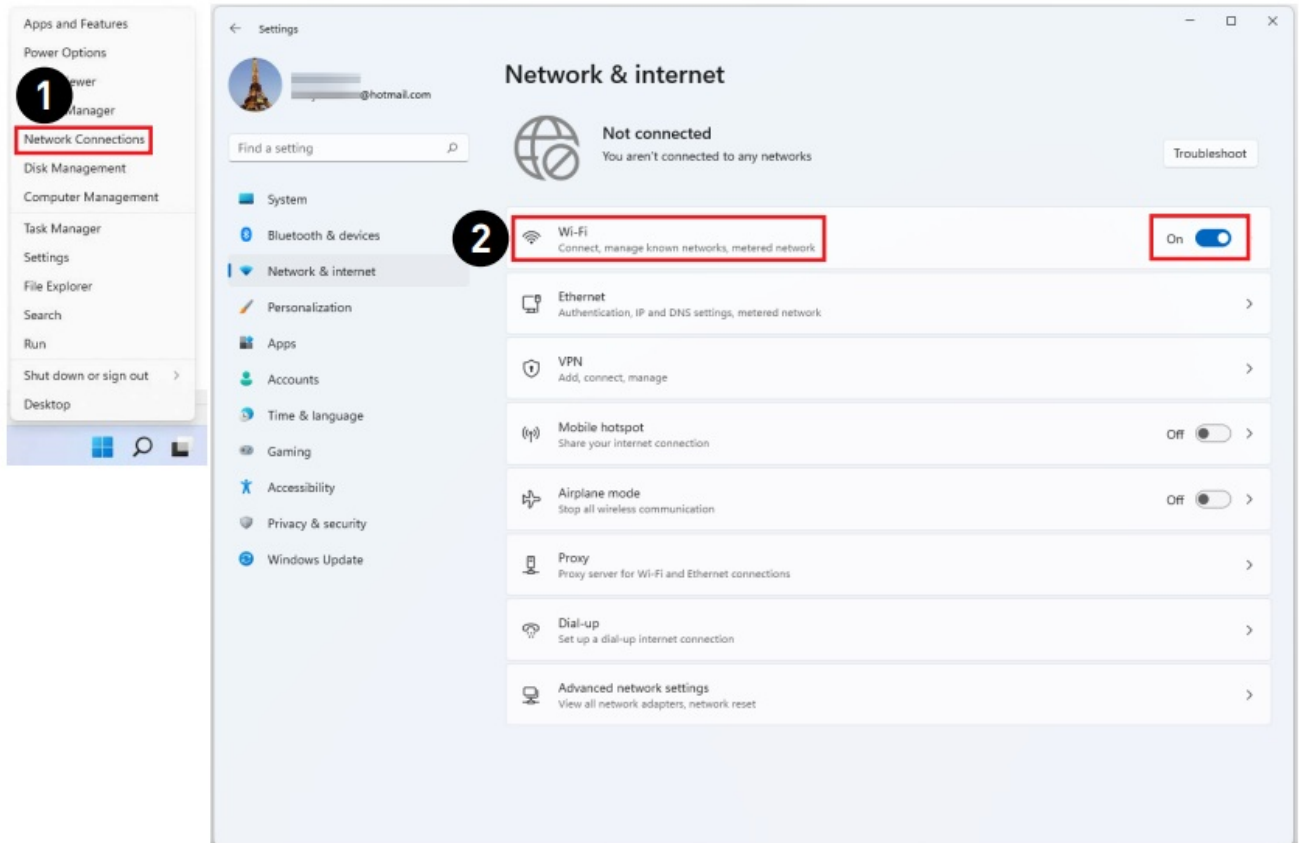 Apps and Features
Power Options
ewer
1
Manager
Network Connections
Disk Management
Computer Management
Task Manager
Settings
File Explorer
Search
Run
Shut down or sign out
Desktop
Settings
@hotmail.com
Find a setting
System
Bluetooth & devices
Network & internet
Personalization
Apps
Accounts
Time & language
Gaming
Accessibility
Privacy & security
Windows Update
Network & internet
Not connected
You aren't connected to any networks
Troubleshoot
2
Wi-Fi
Connect, manage known networks, metered network
On
Ethernet
Authentication, IP and DNS settings, metered network
VPN
Add, connect, manage
Mobile hotspot
Share your internet connection
Off
Airplane mode
Stop all wireless communication
Off
Proxy
Proxy server for Wi-Fi and Ethernet connections
Dial-up
Set up a dial-up internet connection
Advanced network settings
View all network adapters, network reset